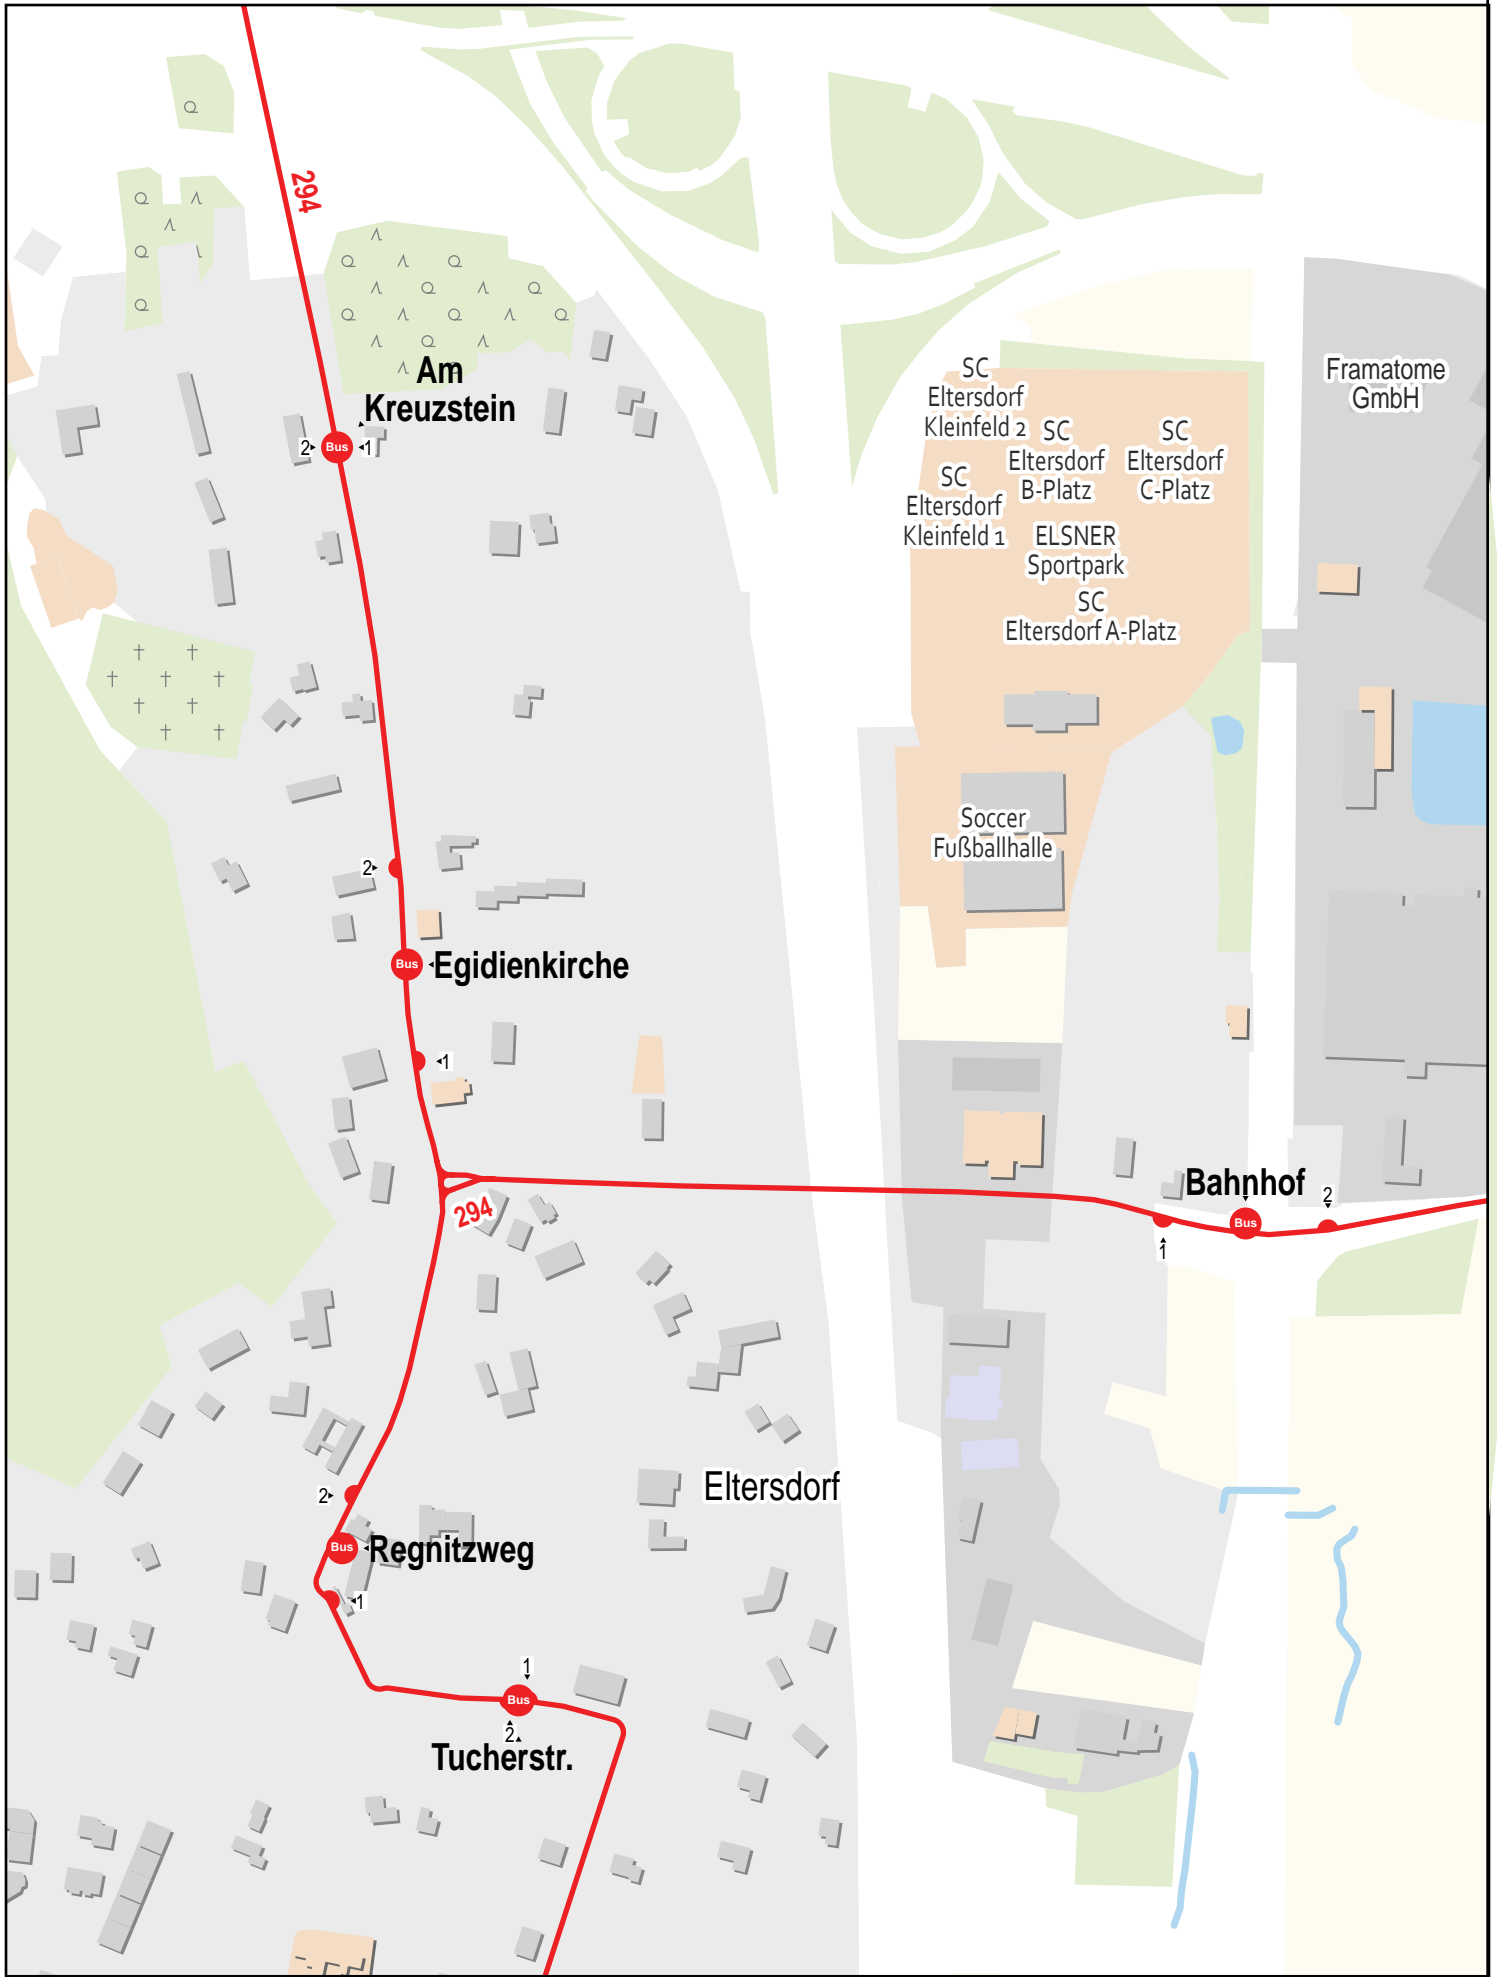 294
Am
Kreuzstein
2 Bus 1
SC
Eltersdorf
Kleinfeld 2
SC
Eltersdorf
B-Platz
SC
Eltersdorf
C-Platz
Framatome
GmbH
SC
Eltersdorf
Kleinfeld 1
ELSNER
Sportpark
SC
Eltersdorf A-Platz
Soccer
Fußballhalle
2
Bus Egidienkirche
1
294
Bahnhof
2
Bus
1
Eltersdorf
2
Bus Regnitzweg
1
1
Bus
2
Tucherstr.